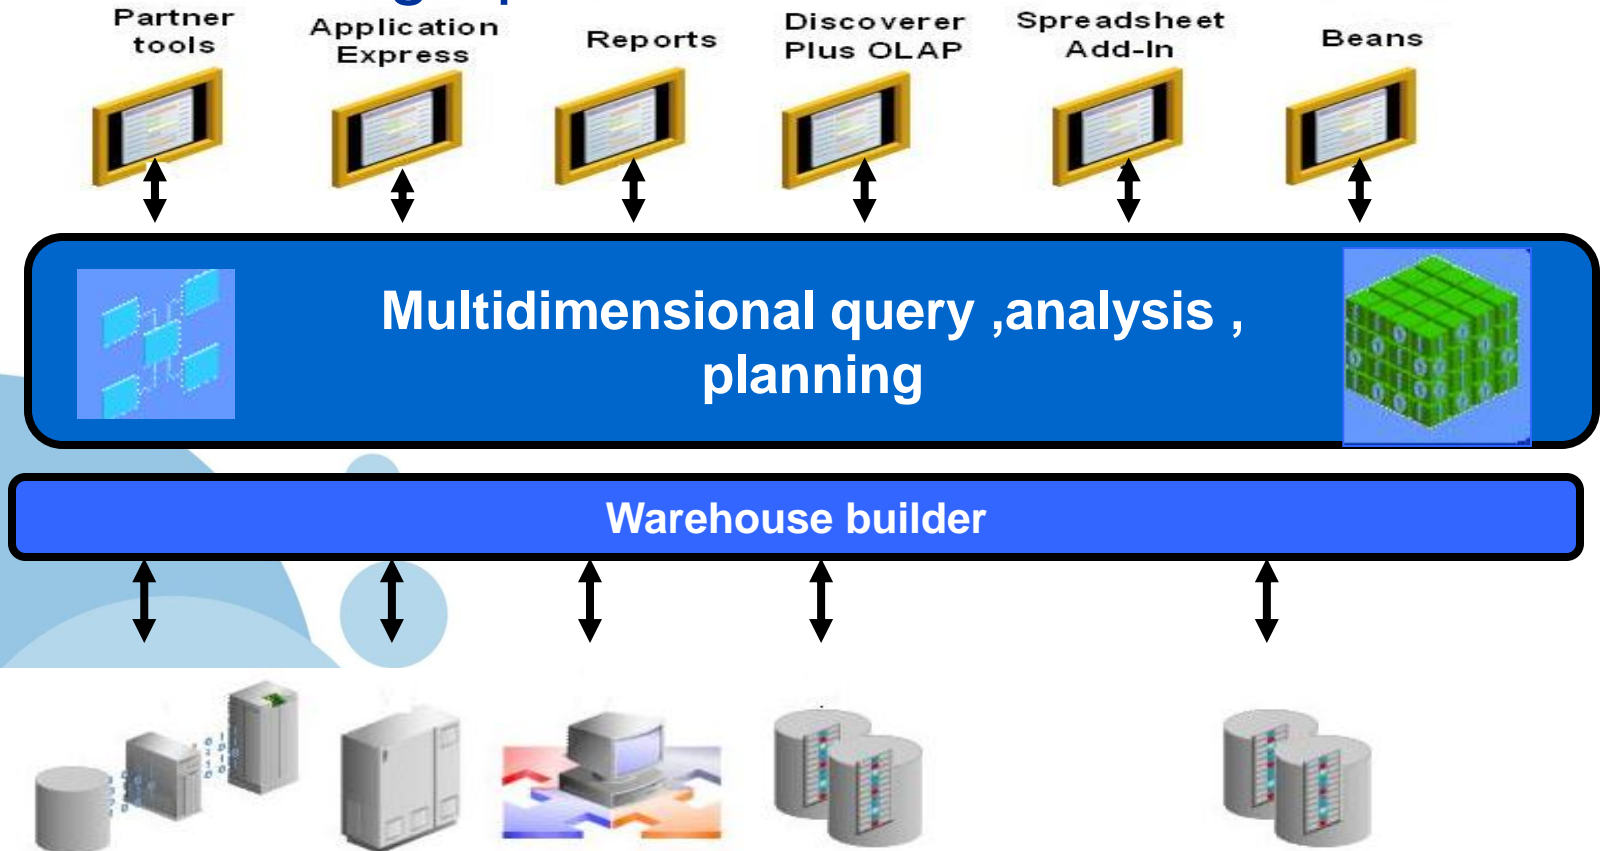 Partner
tools
Application
Express
Reports
Discoverer
Plus OLAP
Spreadsheet
Add-In
Beans
Multidimensional query ,analysis ,
planning
Warehouse builder